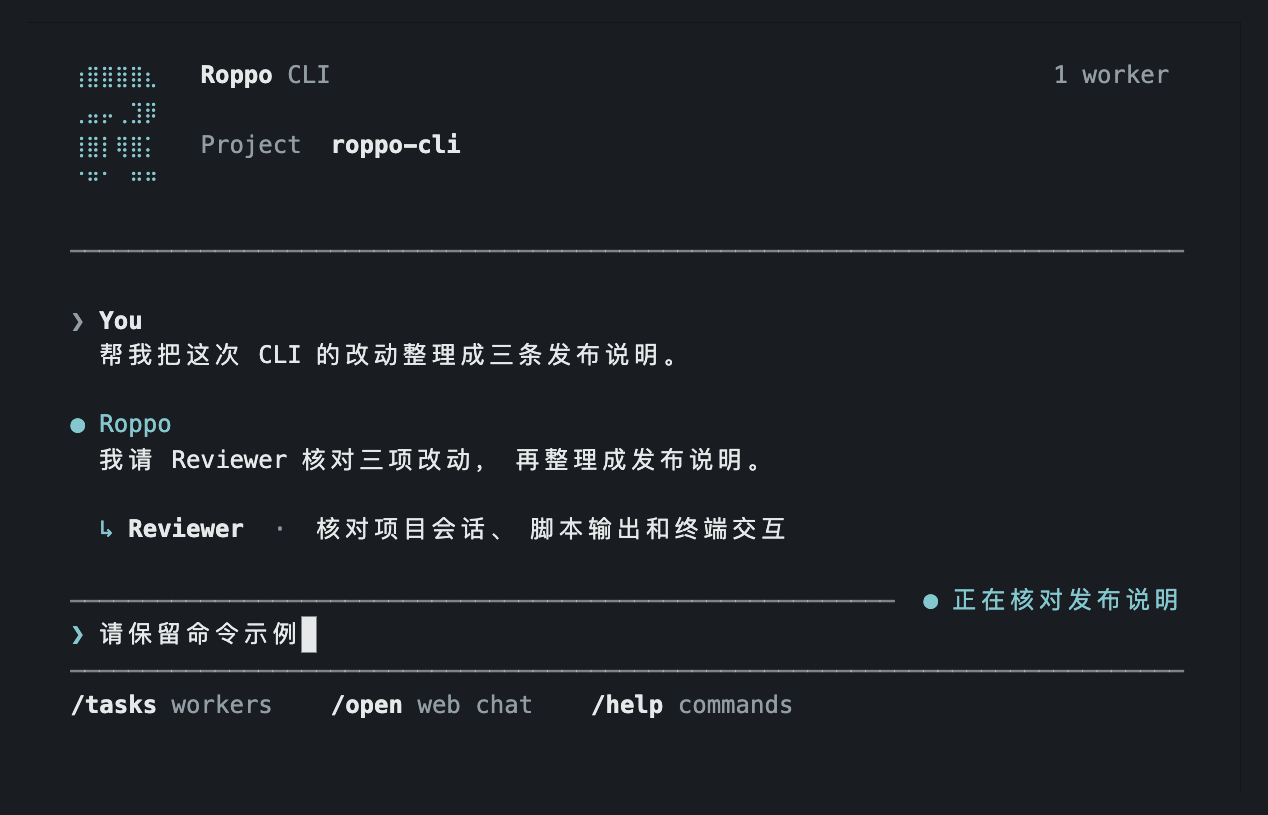 Roppo CLI
1 worker
Project roppo-cli
❯ You
帮我把这次 CLI 的改动整理成三条发布说明。
● Roppo
我请 Reviewer 核对三项改动， 再整理成发布说明。
↳ Reviewer · 核对项目会话、 脚本输出和终端交互
● 正在核对发布说明
❯ 请保留命令示例
/tasks workers /open web chat /help commands